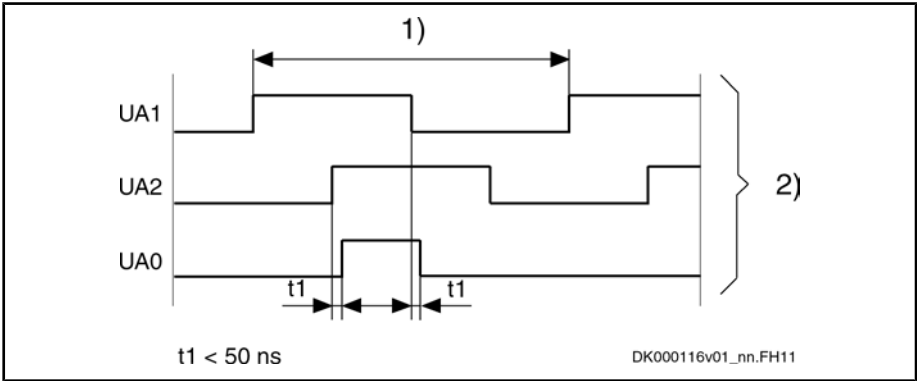 1)
UA1
UA2
2)
UA0
t1 t1
t1 < 50 ns
DK000116v01_nn.FH11